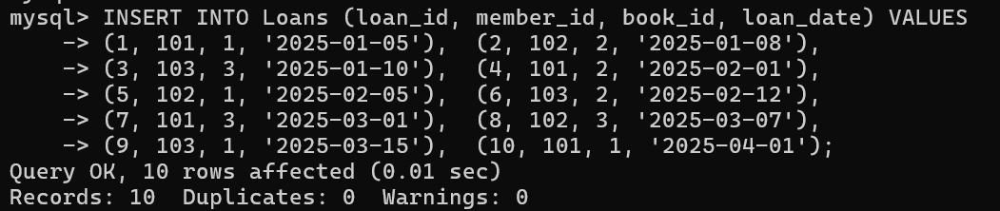 mysql> INSERT INTO Loans (loan_id, member_id, book_id, loan_date) VALUES
    -> (1, 101, 1, '2025-01-05'),  (2, 102, 2, '2025-01-08'),
    -> (3, 103, 3, '2025-01-10'),  (4, 101, 2, '2025-02-01'),
    -> (5, 102, 1, '2025-02-05'),  (6, 103, 2, '2025-02-12'),
    -> (7, 101, 3, '2025-03-01'),  (8, 102, 3, '2025-03-07'),
    -> (9, 103, 1, '2025-03-15'),  (10, 101, 1, '2025-04-01');
Query OK, 10 rows affected (0.01 sec)
Records: 10  Duplicates: 0  Warnings: 0